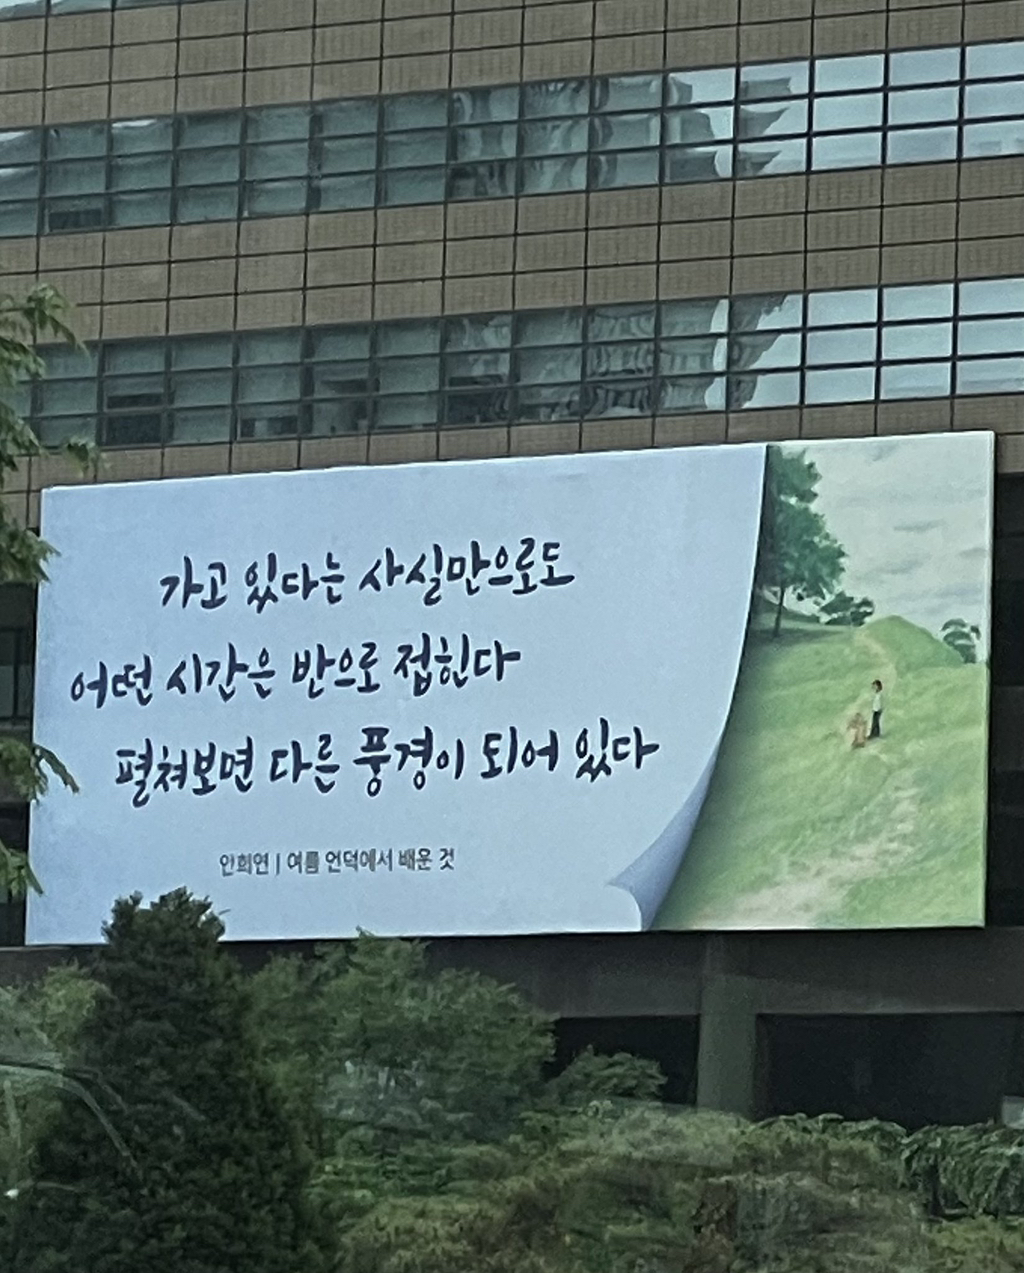 가고 있다는 사실만으로도
어떤 시간은 반으로 접힌다
펼쳐보면 다른 풍경이 되어 있다
안희연 | 여름 언덕에서 배운 것